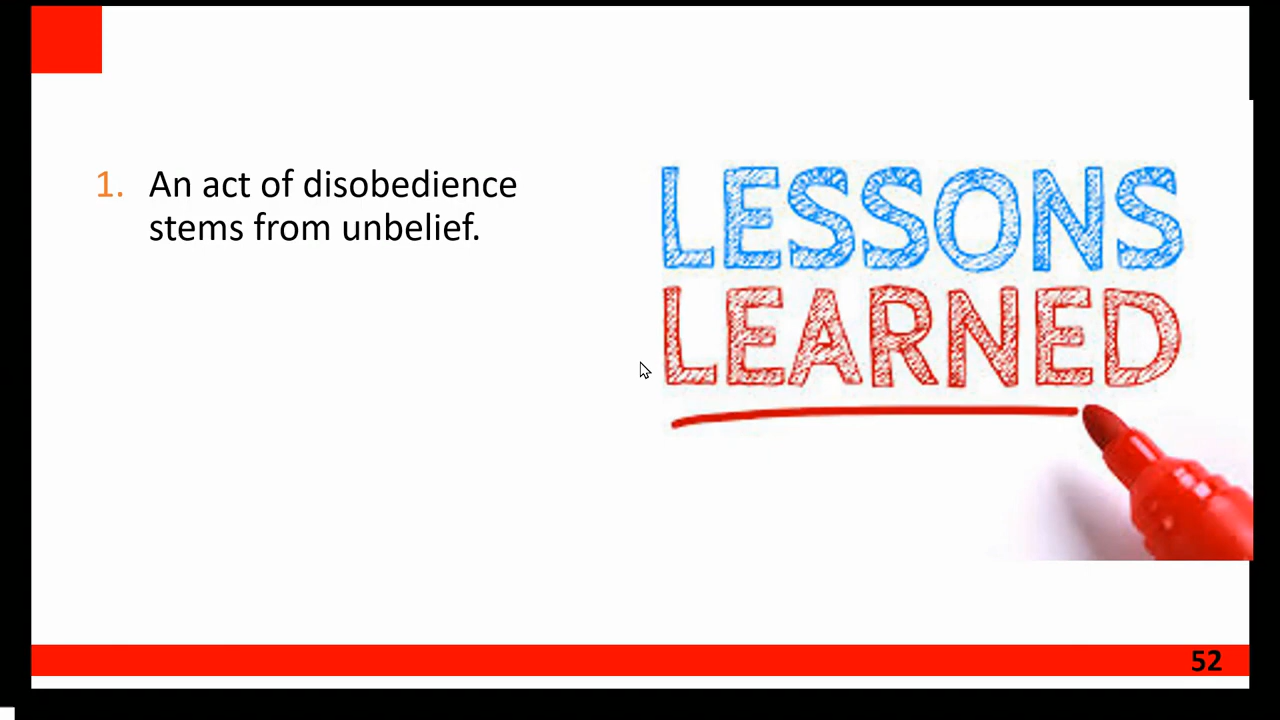 1. An act of disobedience
stems from unbelief.
LESSONS
LEARNED
52